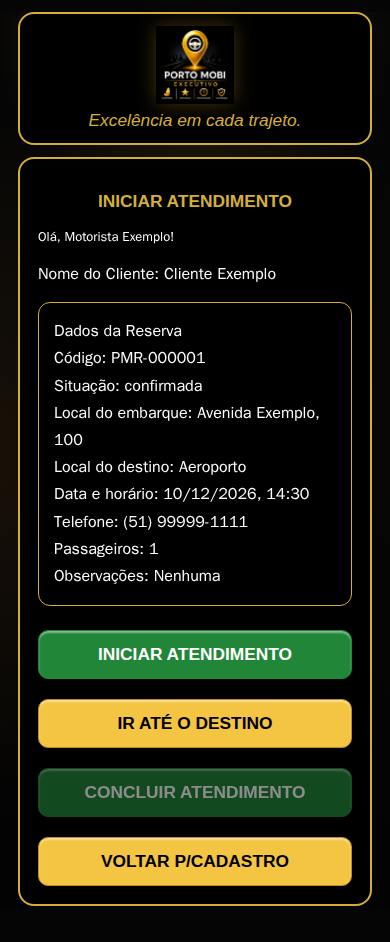 PORTO MOBI
EXECUTIVO
Excelência em cada trajeto.
INICIAR ATENDIMENTO
Olá, Motorista Exemplo!
Nome do Cliente: Cliente Exemplo
Dados da Reserva
Código: PMR-000001
Situação: confirmada
Local do embarque: Avenida Exemplo,
100
Local do destino: Aeroporto
Data e horário: 10/12/2026, 14:30
Telefone: (51) 99999-1111
Passageiros: 1
Observações: Nenhuma
INICIAR ATENDIMENTO
IR ATÉ O DESTINO
CONCLUIR ATENDIMENTO
VOLTAR P/CADASTRO